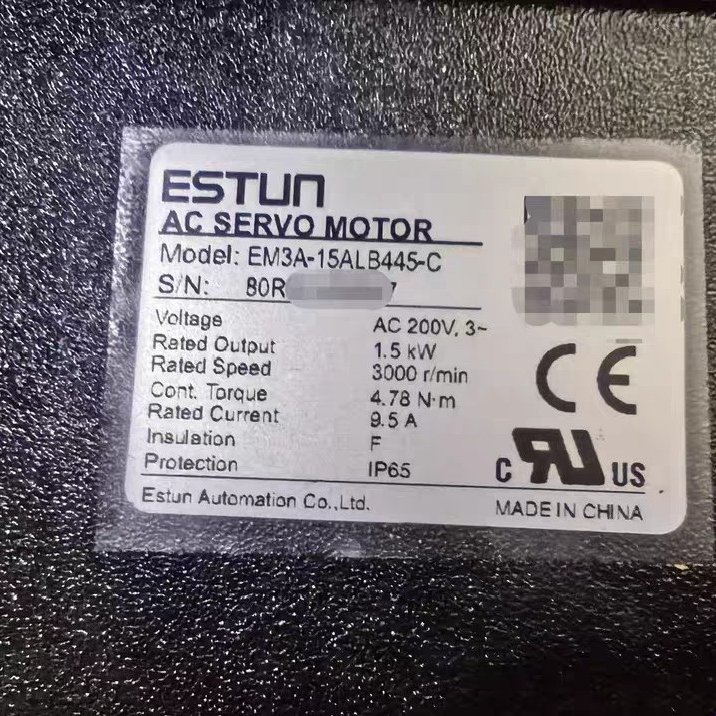 ESTUN
AC SERVO MOTOR
Model: EM3A-15ALB445-C
S/N: 80R
Voltage AC 200V, 3~
Rated Output 1.5 kW
Rated Speed 3000 r/min
Cont. Torque 4.78 N·m
Rated Current 9.5 A
Insulation F
Protection IP65
CE
C RU US
Estun Automation Co.,Ltd. MADE IN CHINA